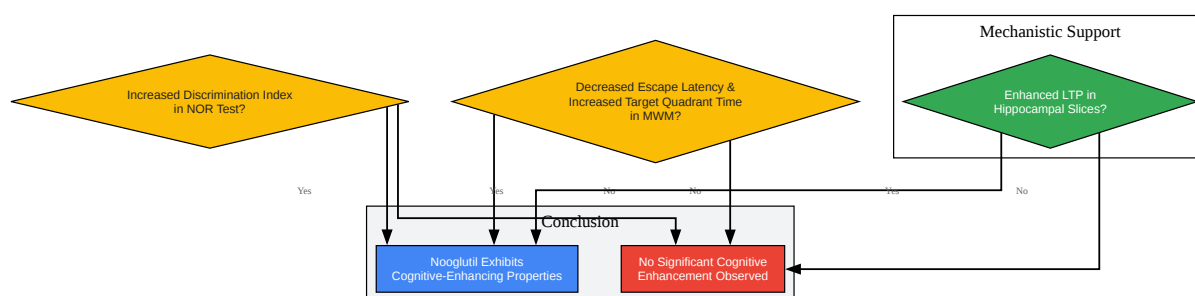 Mechanistic Support
Increased Discrimination Index
in NOR Test?
Decreased Escape Latency &
Increased Target Quadrant Time
in MWM?
Enhanced LTP in
Hippocampal Slices?
Yes
Yes
No
No
Yes
No
Conclusion
Nooglutil Exhibits
Cognitive-Enhancing Properties
No Significant Cognitive
Enhancement Observed